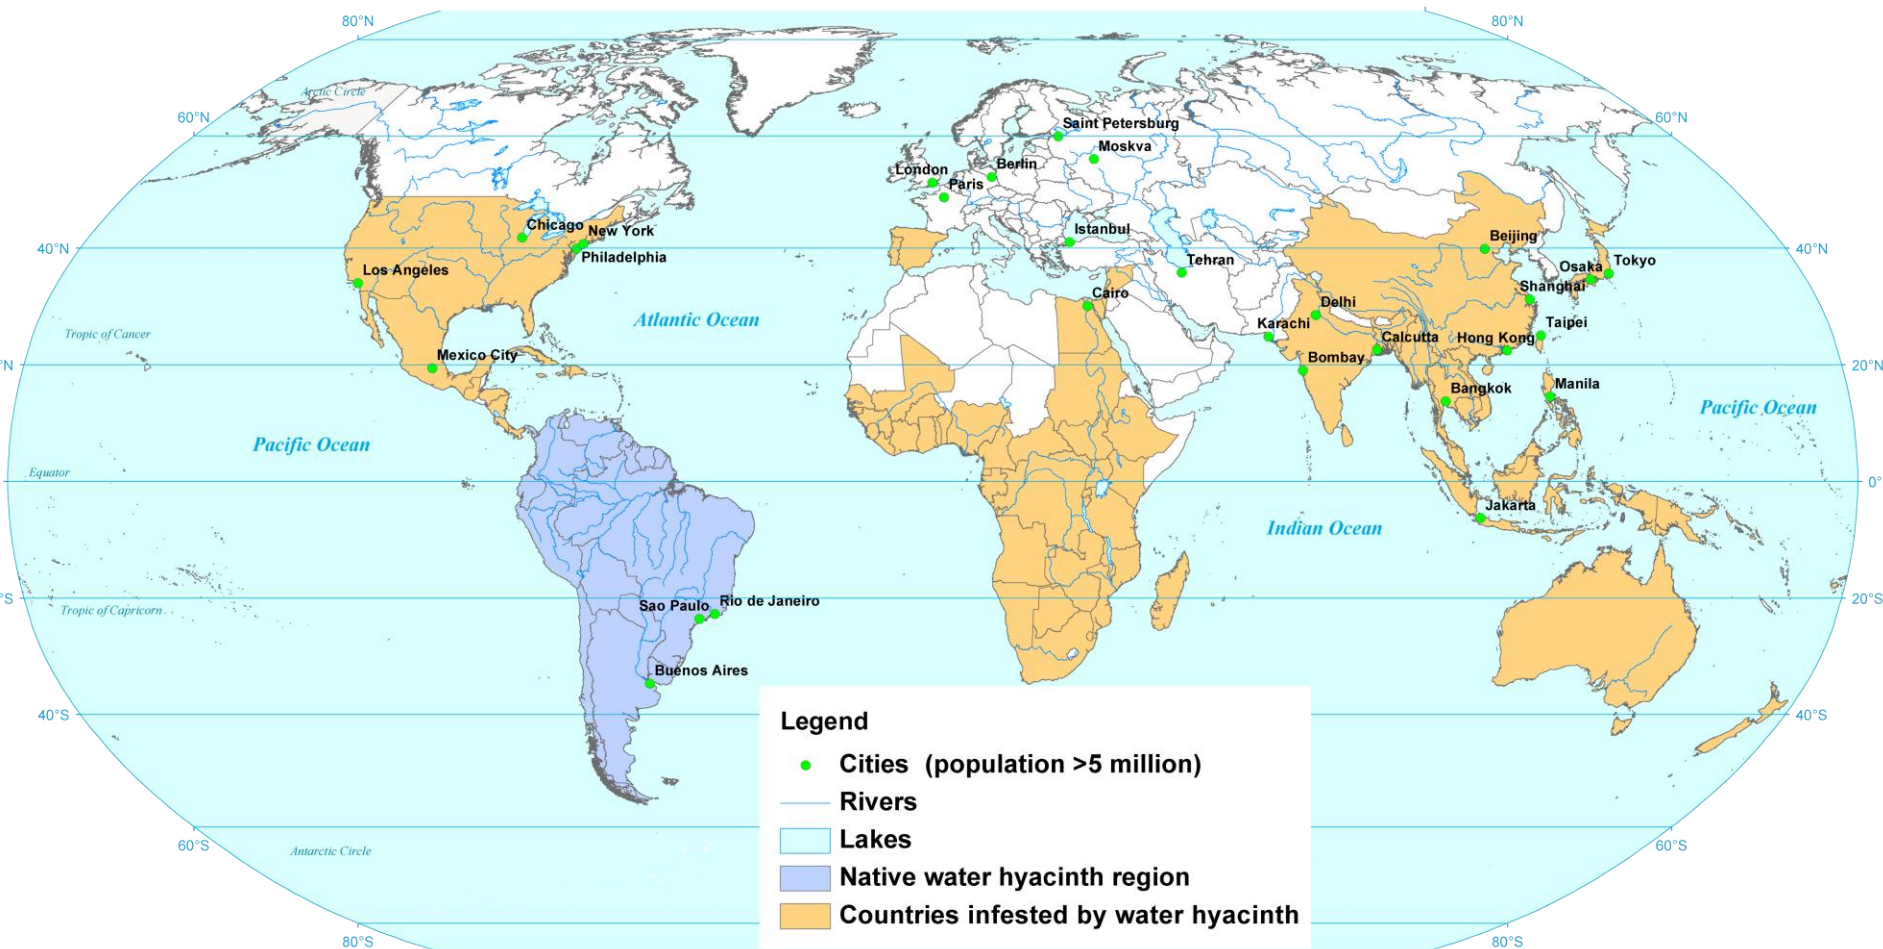 80°N
80°N
Arctic Circle
60°N
60°N
Saint Petersburg
Moskva
London
Berlin
Paris
Chicago
New York
Istanbul
Beijing
40°N
40°N
Philadelphia
Los Angeles
Tehran
Osaka
Tokyo
Shanghai
Cairo
Delhi
Atlantic Ocean
Karachi
Taipei
Tropic of Cancer
Calcutta
Hong Kong
Mexico City
Bombay
N
20°N
Bangkok
Manila
Pacific Ocean
Pacific Ocean
Equator
0°
Jakarta
Indian Ocean
S
20°S
Sao Paulo
Rio de Janeiro
Tropic of Capricorn
Buenos Aires
40°S
40°S
Legend
Cities (population >5 million)
Rivers
Lakes
Native water hyacinth region
Countries infested by water hyacinth
60°S
60°S
Antarctic Circle
80°S
80°S